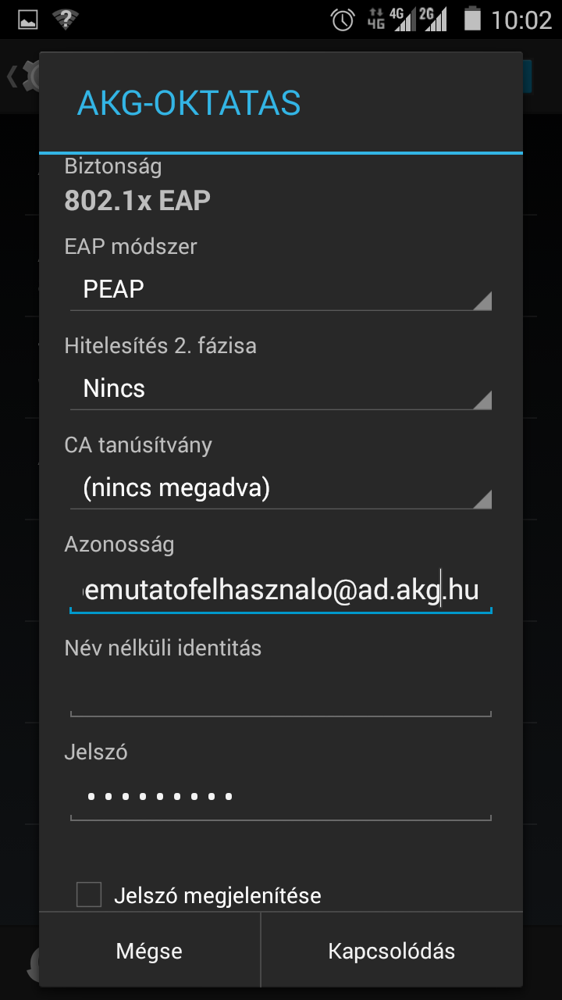 4G 4G 2G 10:02
AKG-OKTATAS
Biztonság
802.1x EAP
EAP módszer
PEAP
Hitelesítés 2. fázisa
Nincs
CA tanúsítvány
(nincs megadva)
Azonosság
emutatofelhasznalo@ad.akg.hu
Név nélküli identitás
Jelszó
•••••••••
Jelszó megjelenítése
Mégse Kapcsolódás